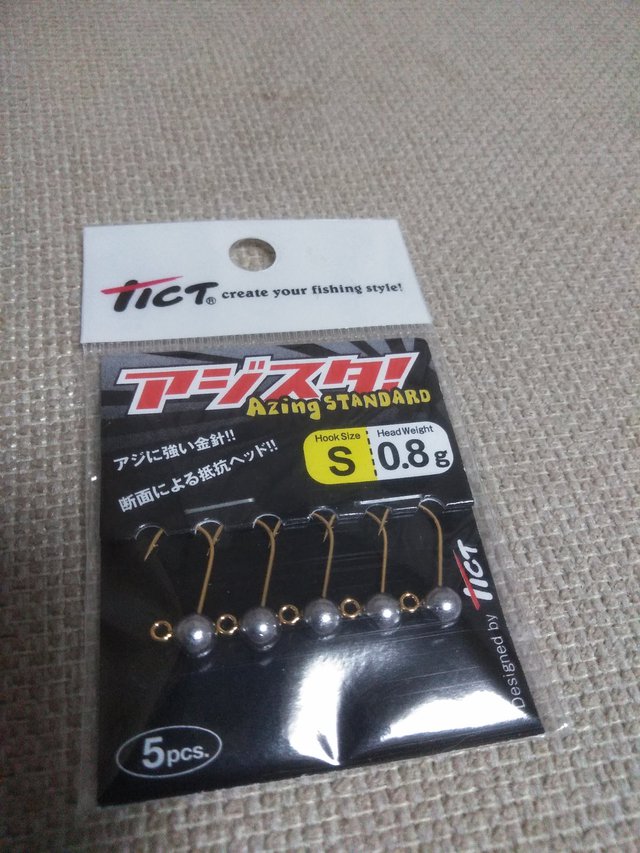 TICT® create your fishing style!
アジスタ!
Azing STANDARD
アジに強い金針!!
断面による抵抗ヘッド!!
Hook Size
S
Head Weight
0.8g
Designed by TICT
5pcs.